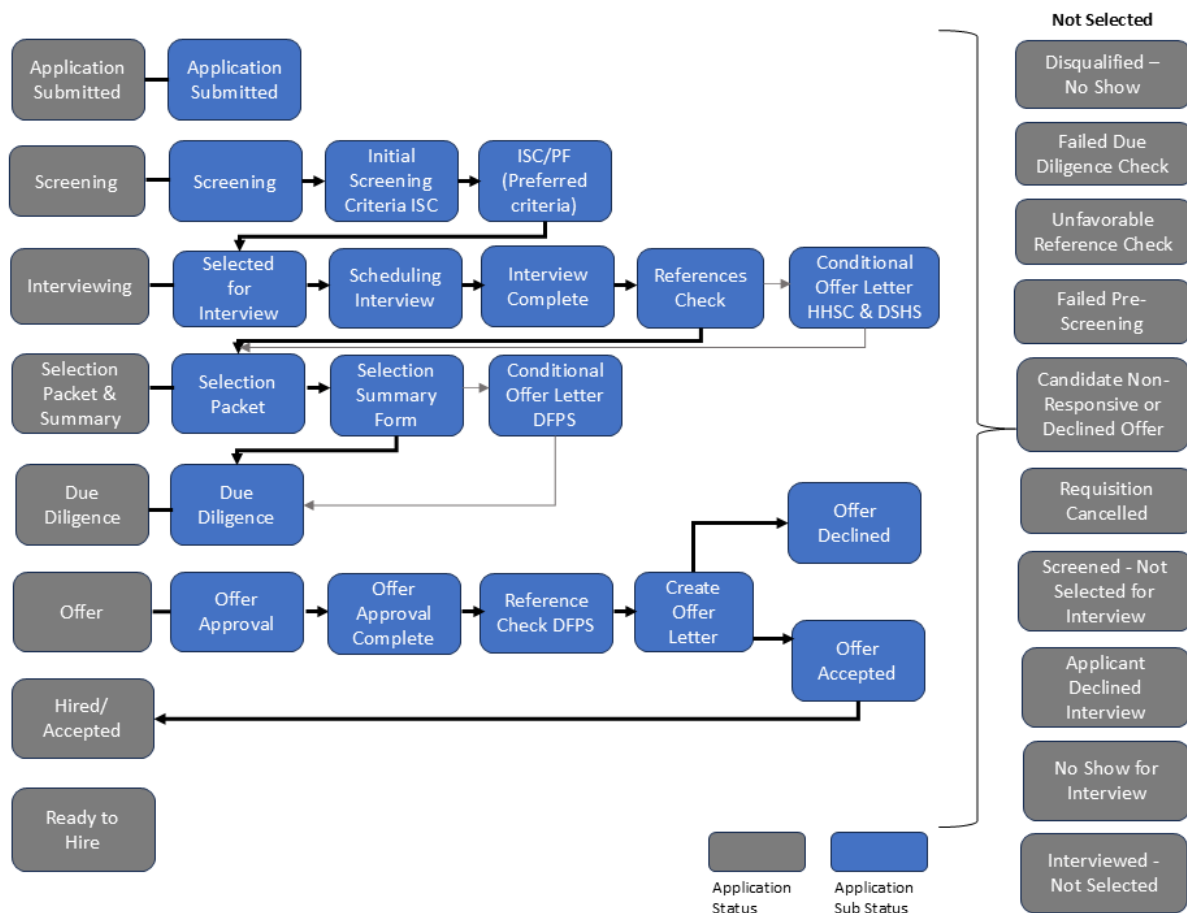 Not Selected
Application
Submitted
Application
Submitted
Disqualified –
No Show
Screening
Screening
Initial
Screening
Criteria ISC
ISC/PF
(Preferred
criteria)
Failed Due
Diligence Check
Unfavorable
Reference Check
Interviewing
Selected
for
Interview
Scheduling
Interview
Interview
Complete
References
Check
Conditional
Offer Letter
HHSC & DSHS
Failed Pre-
Screening
Selection
Packet &
Summary
Selection
Packet
Selection
Summary
Form
Conditional
Offer Letter
DFPS
Candidate Non-
Responsive or
Declined Offer
Due
Diligence
Due
Diligence
Offer
Declined
Requisition
Cancelled
Offer
Offer
Approval
Offer
Approval
Complete
Reference
Check DFPS
Create
Offer
Letter
Offer
Accepted
Screened - Not
Selected for
Interview
Hired/
Accepted
Applicant
Declined
Interview
No Show for
Interview
Ready to
Hire
Interviewed -
Not Selected
Application
Status
Application
Sub Status